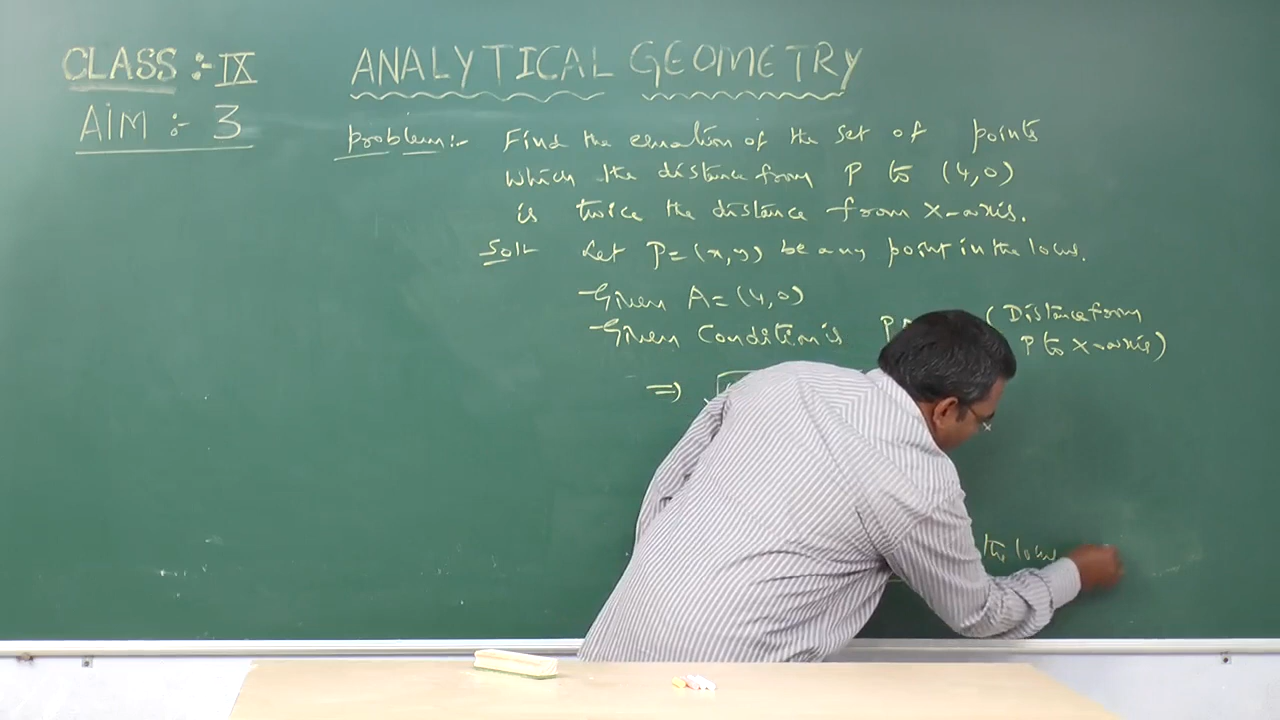 CLASS :- IX
ANALYTICAL GEOMETRY
AIM :- 3
Problem:- Find the equation of the set of points
which the distance from P to (4,0)
is twice the distance from X-axis.
Sol:- Let P=(x,y) be any point in the locus.
Given A=(4,0)
Given Condition is P (Distance from
P to X-axis)
⇒ √
the locus